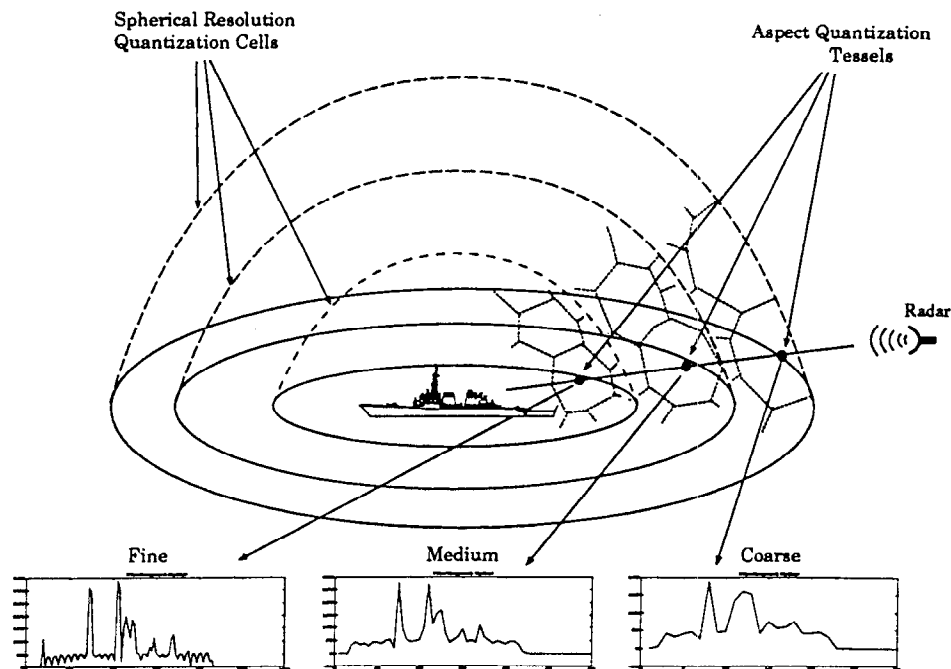 Spherical Resolution
Quantization Cells
Aspect Quantization
Tessels
Radar
Fine
Medium
Coarse